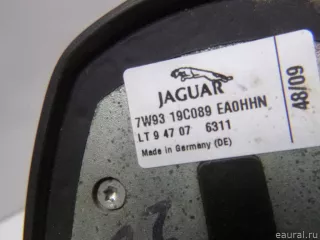 JAGUAR
7W93 19C089 EA0HHN
LT 9 47 07 6311
Made in Germany (DE)
48/09
© eaural.ru